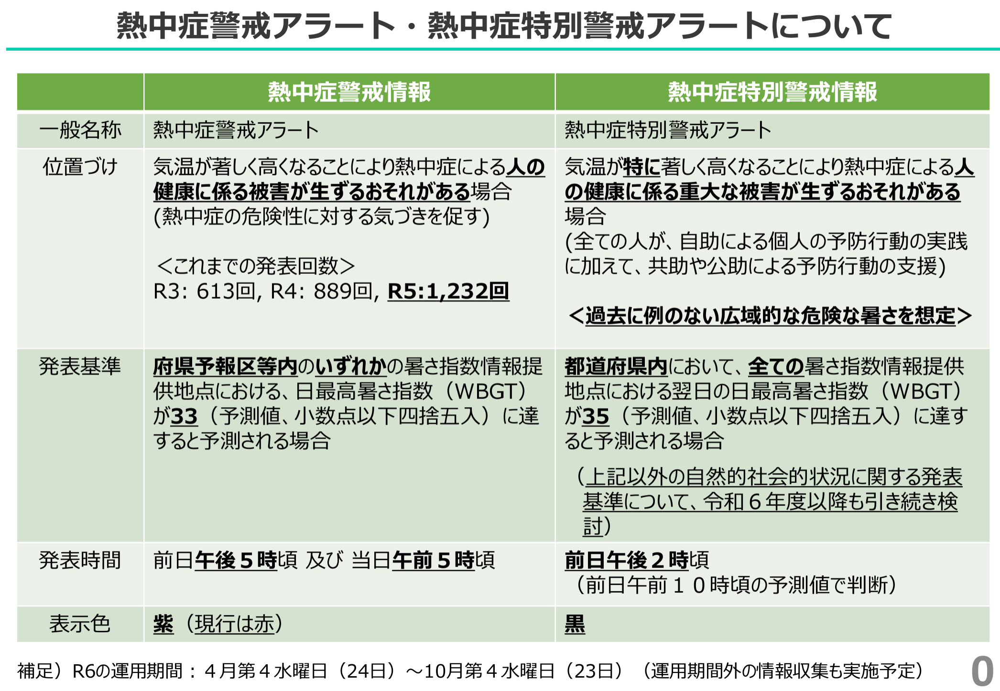 熱中症警戒アラート・熱中症特別警戒アラートについて
熱中症警戒情報
熱中症特別警戒情報
一般名称
熱中症警戒アラート
熱中症特別警戒アラート
位置づけ
気温が著しく高くなることにより熱中症による人の
健康に係る被害が生ずるおそれがある場合
(熱中症の危険性に対する気づきを促す)
＜これまでの発表回数＞
R3: 613回, R4: 889回, R5:1,232回
気温が特に著しく高くなることにより熱中症による人
の健康に係る重大な被害が生ずるおそれがある
場合
(全ての人が、自助による個人の予防行動の実践
に加えて、共助や公助による予防行動の支援)
＜過去に例のない広域的な危険な暑さを想定＞
発表基準
府県予報区等内のいずれかの暑さ指数情報提
供地点における、日最高暑さ指数（WBGT）
が33（予測値、小数点以下四捨五入）に達
すると予測される場合
都道府県内において、全ての暑さ指数情報提供
地点における翌日の日最高暑さ指数（WBGT）
が35（予測値、小数点以下四捨五入）に達す
ると予測される場合
（上記以外の自然的社会的状況に関する発表
基準について、令和６年度以降も引き続き検
討）
発表時間
前日午後５時頃 及び 当日午前５時頃
前日午後２時頃
（前日午前１０時頃の予測値で判断）
表示色
紫（現行は赤）
黒
補足）R6の運用期間：４月第４水曜日（24日）～10月第４水曜日（23日）（運用期間外の情報収集も実施予定）
0